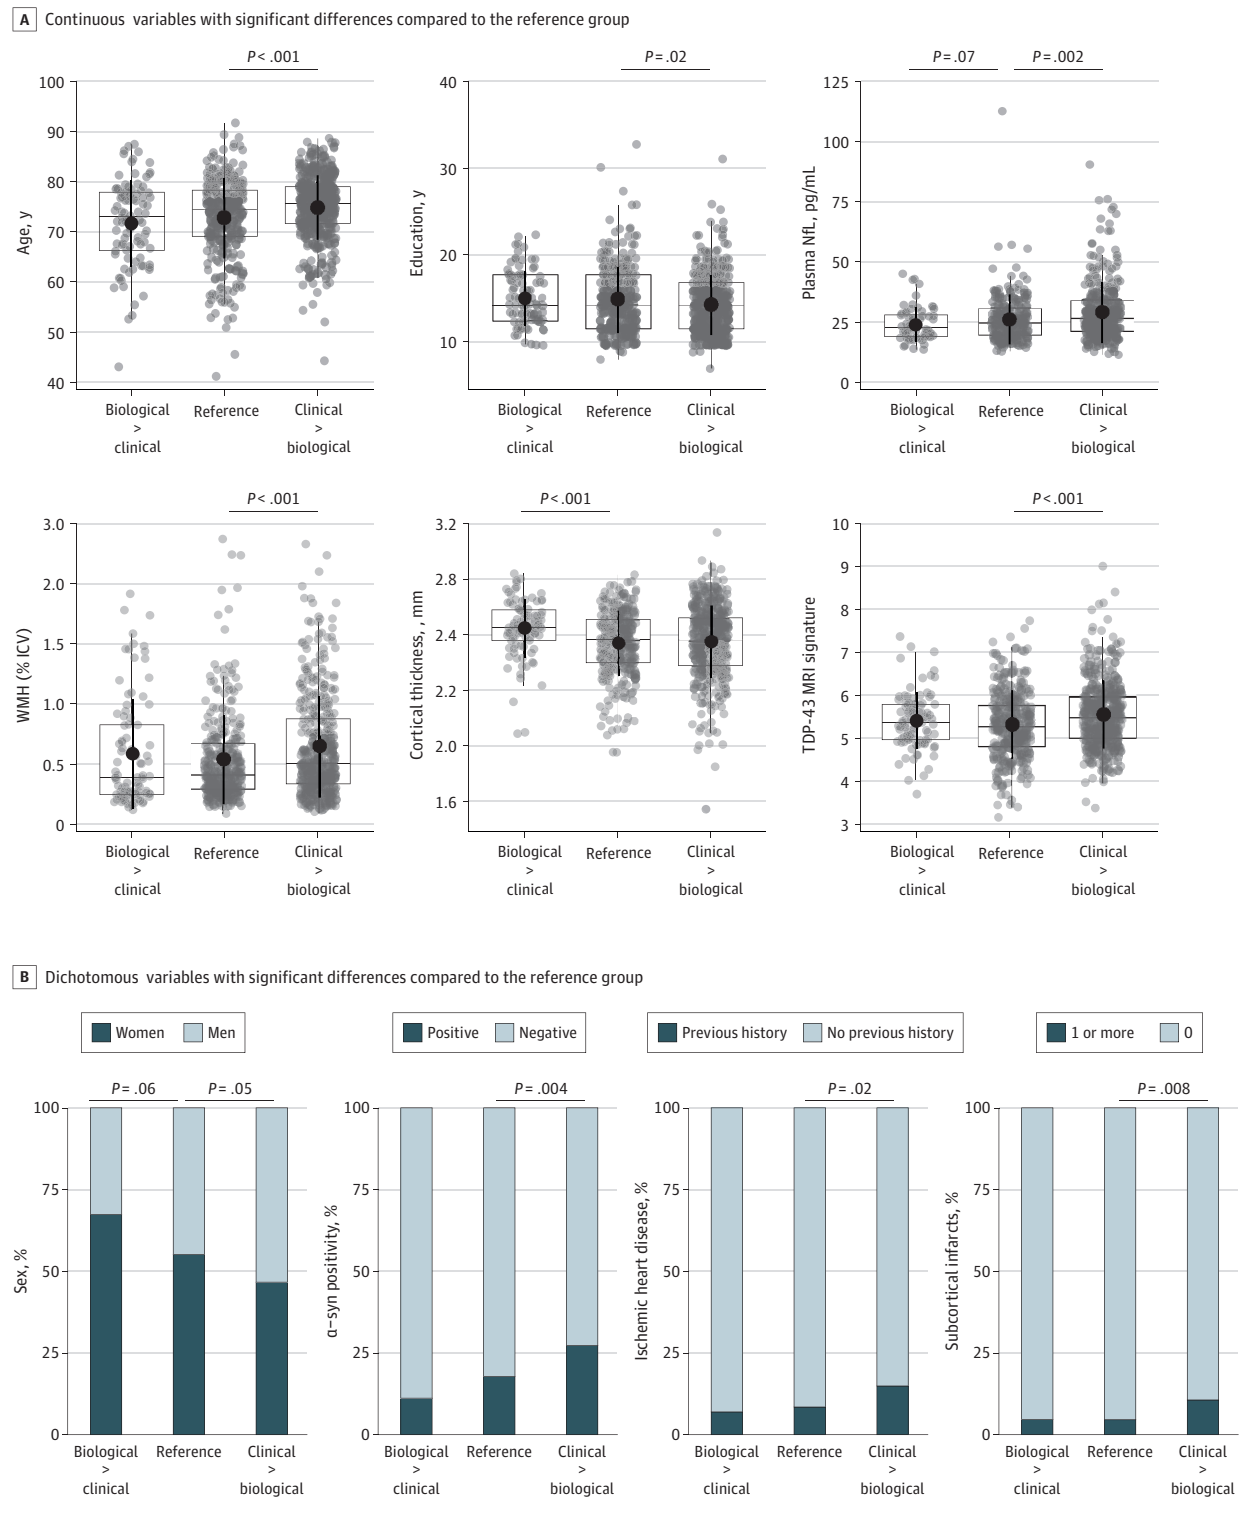 A Continuous variables with significant differences compared to the reference group
P < .001
100
90
80
70
60
50
40
Age, y
Biological
>
clinical
Reference
Clinical
>
biological
P = .02
40
30
20
10
Education, y
Biological
>
clinical
Reference
Clinical
>
biological
P = .07
P = .002
125
100
75
50
25
0
Plasma NfL, pg/mL
Biological
>
clinical
Reference
Clinical
>
biological
P < .001
3.0
2.0
1.5
1.0
0.5
0
WMH (% ICV)
Biological
>
clinical
Reference
Clinical
>
biological
P < .001
3.2
2.8
2.4
2.2
2.0
1.6
Cortical thickness, , mm
Biological
>
clinical
Reference
Clinical
>
biological
P < .001
10
9
8
7
6
5
4
3
TDP-43 MRI signature
Biological
>
clinical
Reference
Clinical
>
biological
B Dichotomous variables with significant differences compared to the reference group
Women Men
P = .06
P = .05
100
75
50
25
0
Sex, %
Biological
>
clinical
Reference
Clinical
>
biological
Positive Negative
P = .004
100
75
50
25
0
α–syn positivity, %
Biological
>
clinical
Reference
Clinical
>
biological
Previous history No previous history
P = .02
100
75
50
25
0
Ischemic heart disease, %
Biological
>
clinical
Reference
Clinical
>
biological
1 or more 0
P = .008
100
75
50
25
0
Subcortical infarcts, %
Biological
>
clinical
Reference
Clinical
>
biological